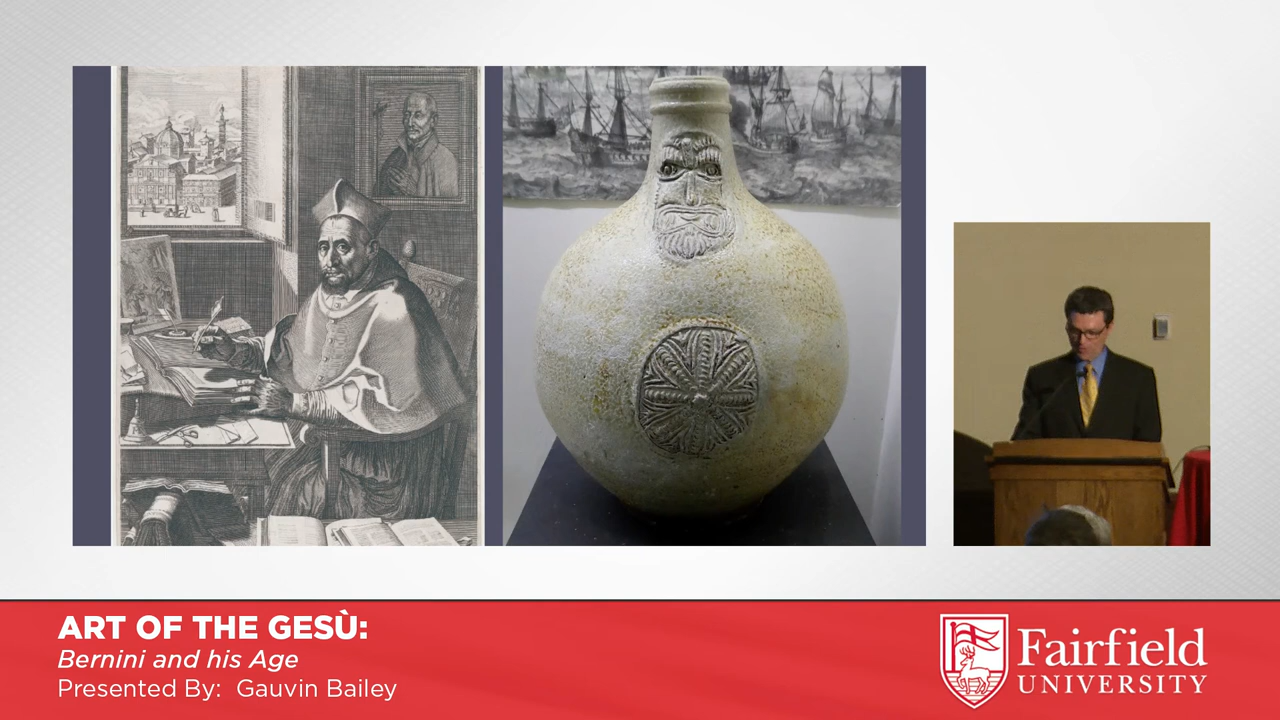 ART OF THE GESÙ:
Bernini and his Age
Presented By: Gauvin Bailey
Fairfield
UNIVERSITY